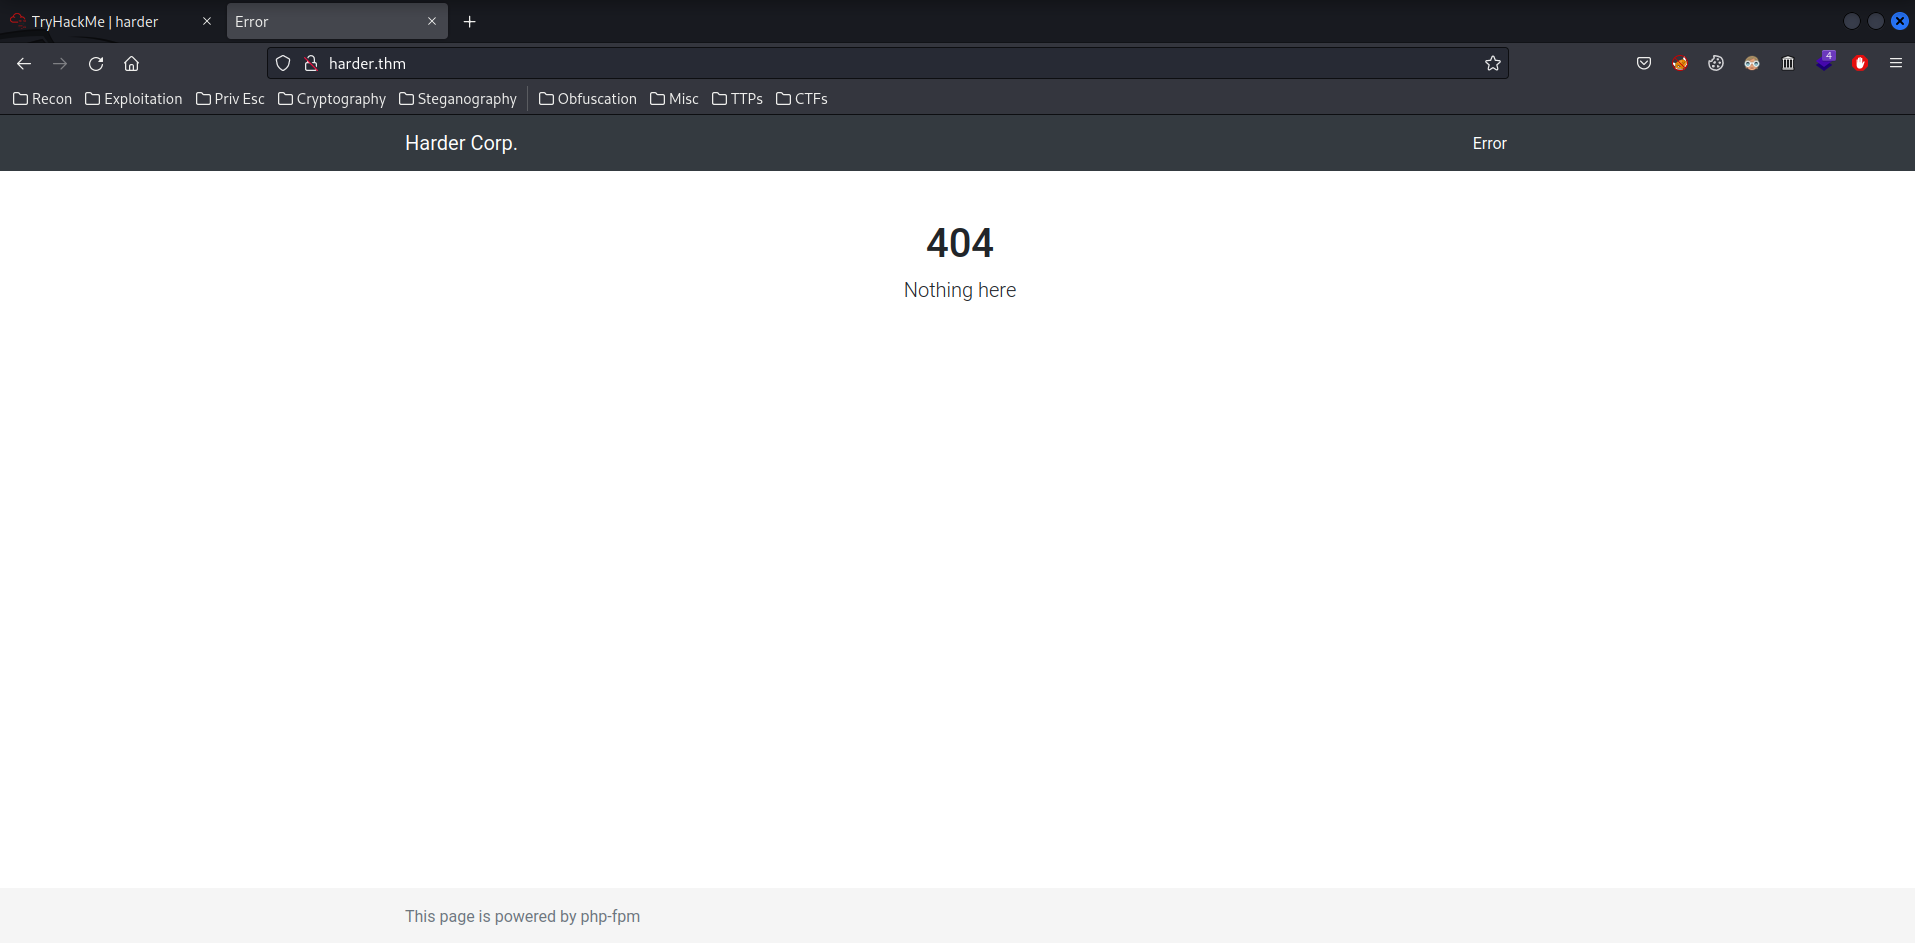 TryHackMe | harder
Error
harder.thm
4
Recon Exploitation Priv Esc Cryptography Steganography Obfuscation Misc TTPs CTFs
Harder Corp. Error
404
Nothing here
This page is powered by php-fpm